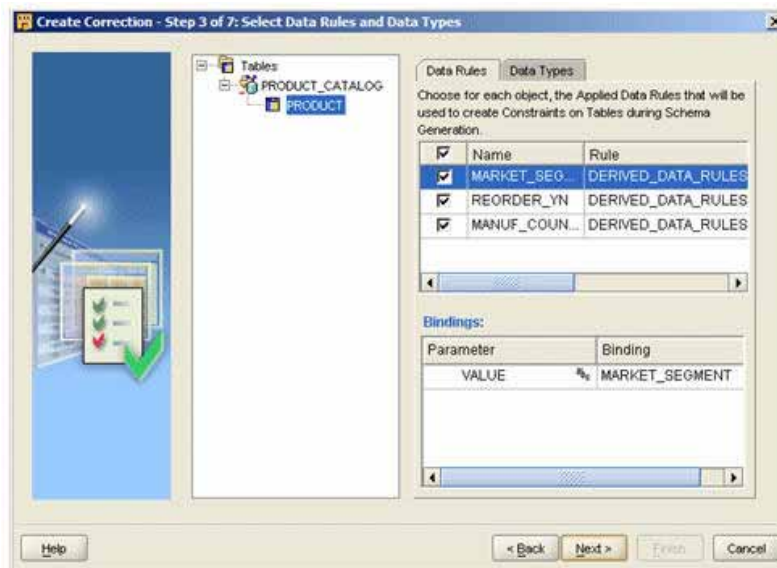 Create Correction - Step 3 of 7: Select Data Rules and Data Types
Tables
PRODUCT_CATALOG
PRODUCT
Data Rules Data Types
Choose for each object, the Applied Data Rules that will be
used to create Constraints on Tables during Schema
Generation.
Name Rule
MARKET_SEG... DERIVED_DATA_RULES
REORDER_YN DERIVED_DATA_RULES
MANUF_COUN... DERIVED_DATA_RULES
Bindings:
Parameter Binding
VALUE MARKET_SEGMENT
Help < Back Next > Finish Cancel